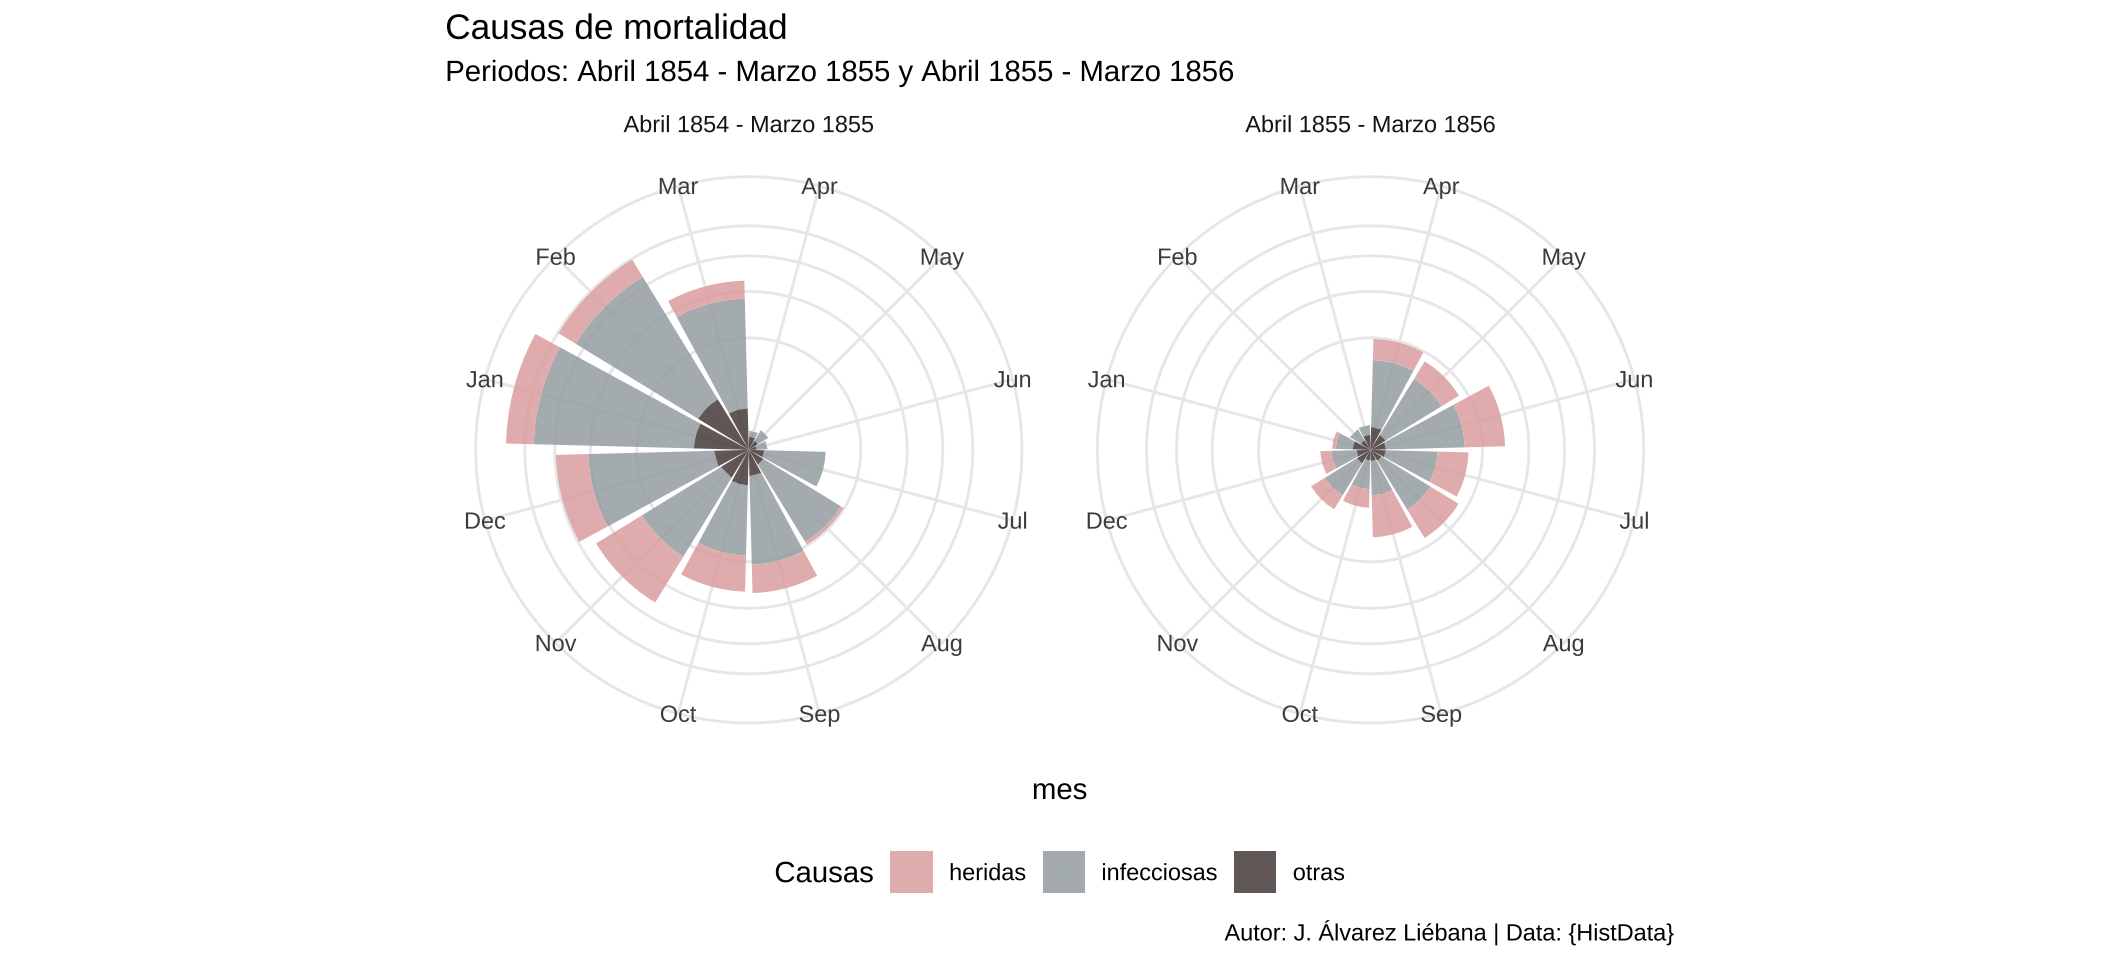 Causas de mortalidad
Periodos: Abril 1854 - Marzo 1855 y Abril 1855 - Marzo 1856
Abril 1854 - Marzo 1855
Mar
Apr
Feb
May
Jan
Jun
Dec
Jul
Nov
Aug
Oct
Sep
Abril 1855 - Marzo 1856
Mar
Apr
Feb
May
Jan
Jun
Dec
Jul
Nov
Aug
Oct
Sep
mes
Causas heridas infecciosas otras
Autor: J. Álvarez Liébana | Data: {HistData}